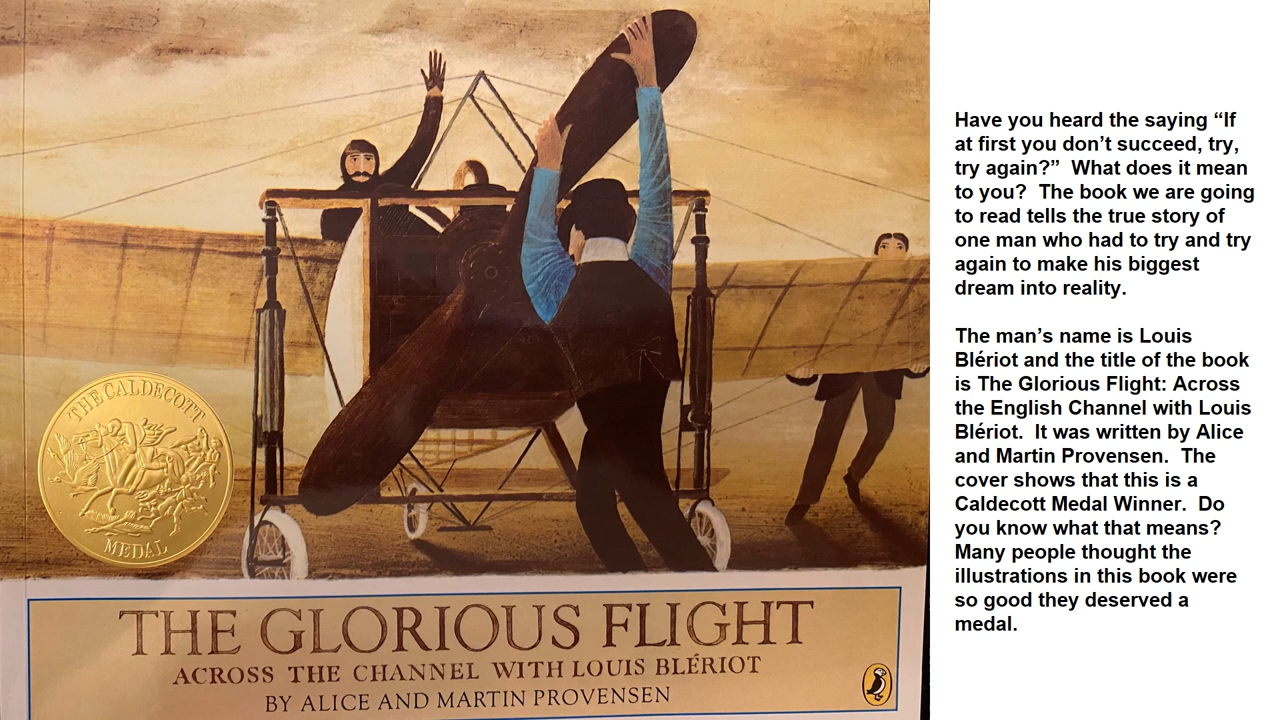 THE CALDECOTT
MEDAL
THE GLORIOUS FLIGHT
ACROSS THE CHANNEL WITH LOUIS BLÉRIOT
BY ALICE AND MARTIN PROVENSEN
Have you heard the saying “If
at first you don’t succeed, try,
try again?”  What does it mean
to you?  The book we are going
to read tells the true story of
one man who had to try and try
again to make his biggest
dream into reality.
The man’s name is Louis
Blériot and the title of the book
is The Glorious Flight: Across
the English Channel with Louis
Blériot.  It was written by Alice
and Martin Provensen.  The
cover shows that this is a
Caldecott Medal Winner.  Do
you know what that means?
Many people thought the
illustrations in this book were
so good they deserved a
medal.